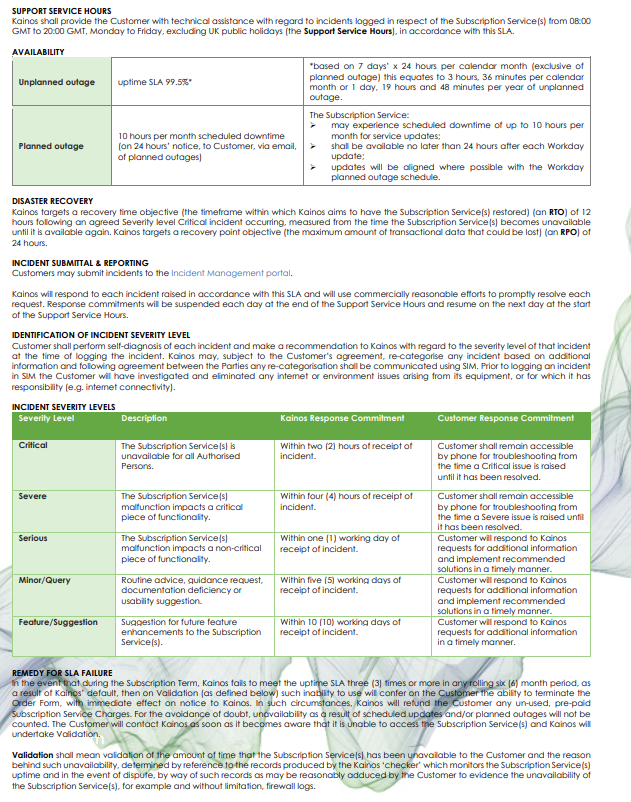 SUPPORT SERVICE HOURS
Kainos shall provide the Customer with technical assistance with regard to incidents logged in respect of the Subscription Service(s) from 08:00
GMT to 20:00 GMT, Monday to Friday, excluding UK public holidays (the Support Service Hours), in accordance with this SLA.
AVAILABILITY
Unplanned outage
uptime SLA 99.5%*
*based on 7 days' x 24 hours per calendar month (exclusive of
planned outage) this equates to 3 hours, 36 minutes per calendar
month or 1 day, 19 hours and 48 minutes per year of unplanned
outage.
Planned outage
10 hours per month scheduled downtime
(on 24 hours' notice, to Customer, via email,
of planned outages)
The Subscription Service:
➢ may experience scheduled downtime of up to 10 hours per
month for service updates;
➢ shall be available no later than 24 hours after each Workday
update;
➢ updates will be aligned where possible with the Workday
planned outage schedule.
DISASTER RECOVERY
Kainos targets a recovery time objective (the timeframe within which Kainos aims to have the Subscription Service(s) restored) (an RTO) of 12
hours following an agreed Severity level Critical incident occurring, measured from the time the Subscription Service(s) becomes unavailable
until it is available again. Kainos targets a recovery point objective (the maximum amount of transactional data that could be lost) (an RPO) of
24 hours.
INCIDENT SUBMITTAL & REPORTING
Customers may submit incidents to the Incident Management portal.
Kainos will respond to each incident raised in accordance with this SLA and will use commercially reasonable efforts to promptly resolve each
request. Response commitments will be suspended each day at the end of the Support Service Hours and resume on the next day at the start
of the Support Service Hours.
IDENTIFICATION OF INCIDENT SEVERITY LEVEL
Customer shall perform self-diagnosis of each incident and make a recommendation to Kainos with regard to the severity level of that incident
at the time of logging the incident. Kainos may, subject to the Customer's agreement, re-categorise any incident based on additional
information and following agreement between the Parties any re-categorisation shall be communicated using SIM. Prior to logging an incident
in SIM the Customer will have investigated and eliminated any internet or environment issues arising from its equipment, or for which it has
responsibility (e.g. internet connectivity).
INCIDENT SEVERITY LEVELS
Severity Level Description Kainos Response Commitment Customer Response Commitment
Critical
The Subscription Service(s) is
unavailable for all Authorised
Persons.
Within two (2) hours of receipt of
incident.
Customer shall remain accessible
by phone for troubleshooting from
the time a Critical issue is raised
until it has been resolved.
Severe
The Subscription Service(s)
malfunction impacts a critical
piece of functionality.
Within four (4) hours of receipt of
incident.
Customer shall remain accessible
by phone for troubleshooting from
the time a Severe issue is raised until
it has been resolved.
Serious
The Subscription Service(s)
malfunction impacts a non-critical
piece of functionality.
Within one (1) working day of
receipt of incident.
Customer will respond to Kainos
requests for additional information
and implement recommended
solutions in a timely manner.
Minor/Query
Routine advice, guidance request,
documentation deficiency or
usability suggestion.
Within five (5) working days of
receipt of incident.
Customer will respond to Kainos
requests for additional information
and implement recommended
solutions in a timely manner.
Feature/Suggestion
Suggestion for future feature
enhancements to the Subscription
Service(s).
Within 10 (10) working days of
receipt of incident.
Customer will respond to Kainos
requests for additional information
in a timely manner.
REMEDY FOR SLA FAILURE
In the event that during the Subscription Term, Kainos fails to meet the uptime SLA three (3) times or more in any rolling six (6) month period, as
a result of Kainos' default, then on Validation (as defined below) such inability to use will confer on the Customer the ability to terminate the
Order Form, with immediate effect on notice to Kainos. In such circumstances, Kainos will refund the Customer any un-used, pre-paid
Subscription Service Charges. For the avoidance of doubt, unavailability as a result of scheduled updates and/or planned outages will not be
counted. The Customer will contact Kainos as soon as it becomes aware that it is unable to access the Subscription Service(s) and Kainos will
undertake Validation.
Validation shall mean validation of the amount of time that the Subscription Service(s) has been unavailable to the Customer and the reason
behind such unavailability, determined by reference to the records produced by the Kainos 'checker' which monitors the Subscription Service(s)
uptime and in the event of dispute, by way of such records as may be reasonably adduced by the Customer to evidence the unavailability of
the Subscription Service(s), for example and without limitation, firewall logs.